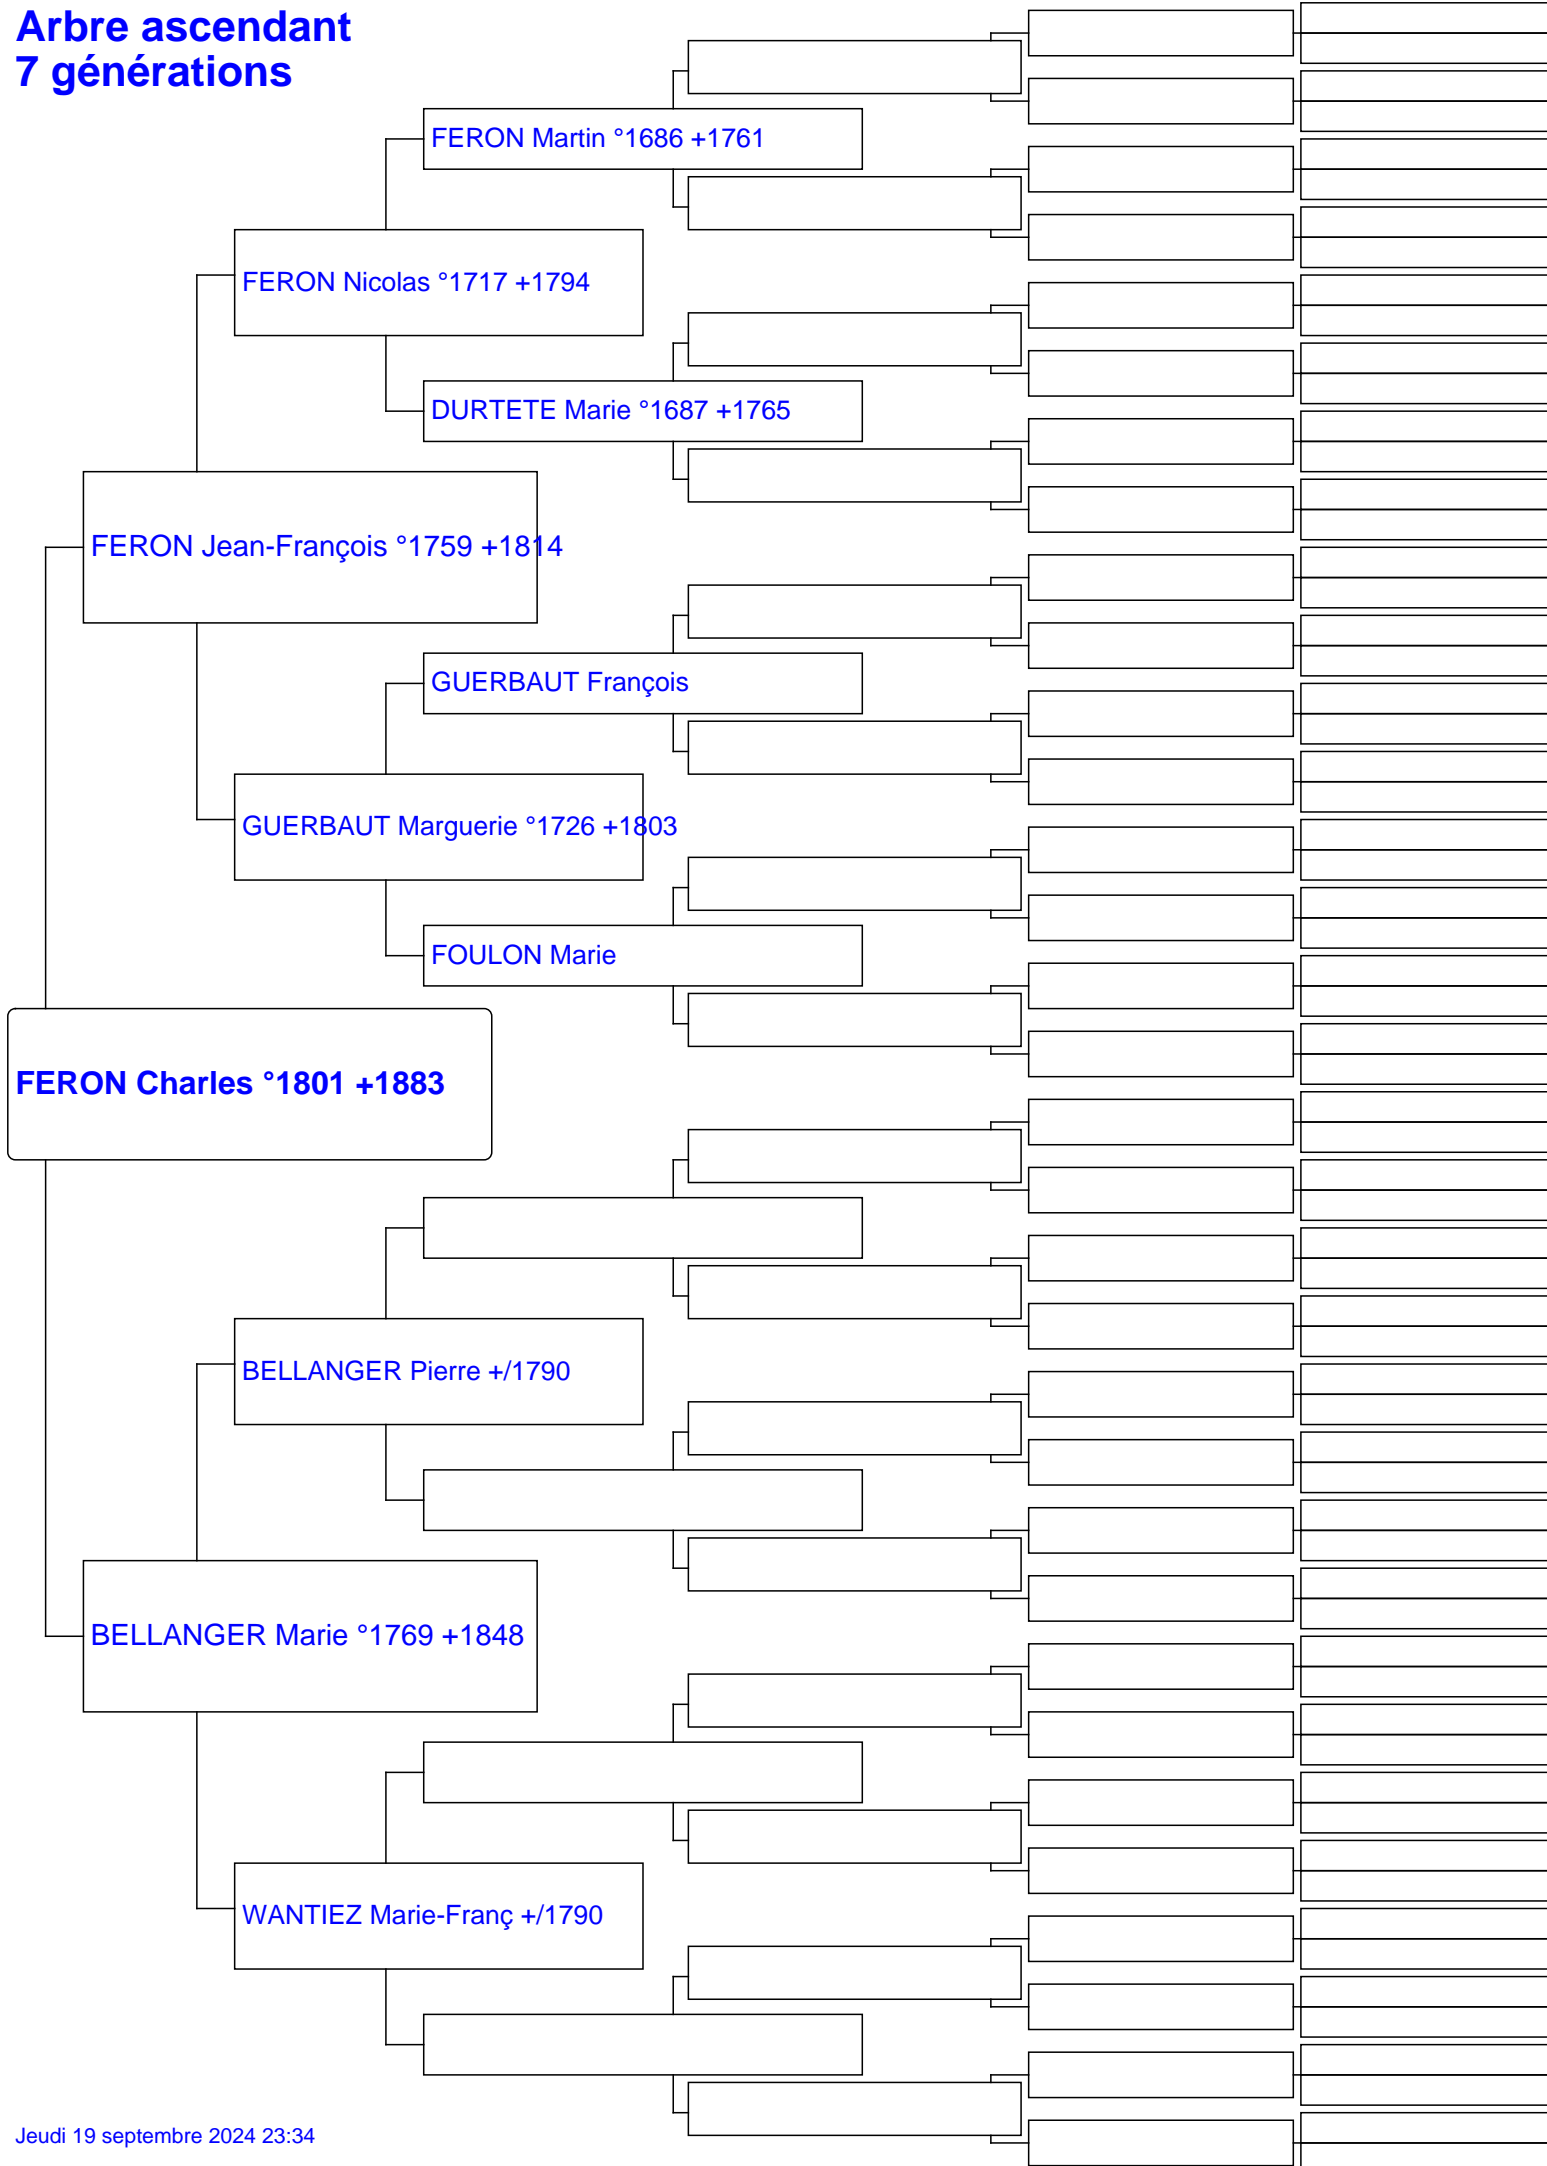 Arbre ascendant
7 générations
FERON Martin °1686 +1761
FERON Nicolas °1717 +1794
DURTETE Marie °1687 +1765
FERON Jean-François °1759 +1814
GUERBAUT François
GUERBAUT Marguerie °1726 +1803
FOULON Marie
FERON Charles °1801 +1883
BELLANGER Pierre +/1790
BELLANGER Marie °1769 +1848
WANTIEZ Marie-Franç +/1790
Jeudi 19 septembre 2024 23:34